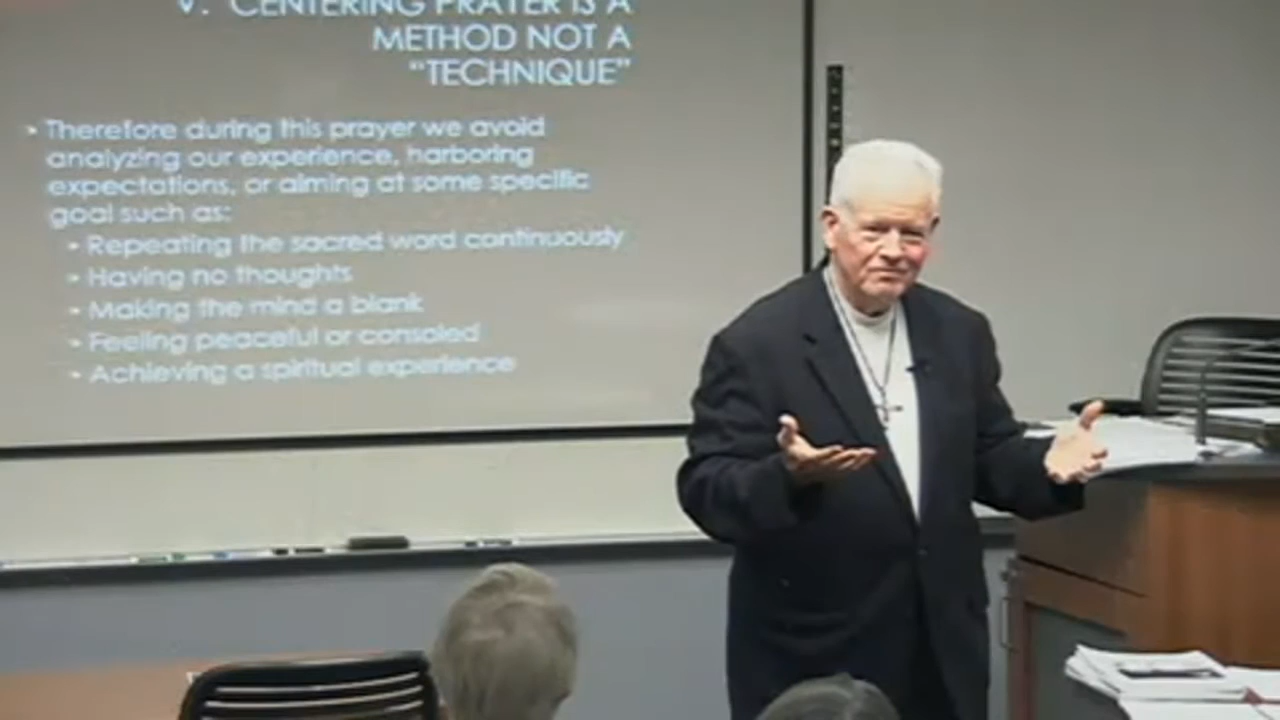 V. CENTERING PRAYER IS A
METHOD NOT A
“TECHNIQUE”
• Therefore during this prayer we avoid
analyzing our experience, harboring
expectations, or aiming at some specific
goal such as:
• Repeating the sacred word continuously
• Having no thoughts
• Making the mind a blank
• Feeling peaceful or consoled
• Achieving a spiritual experience